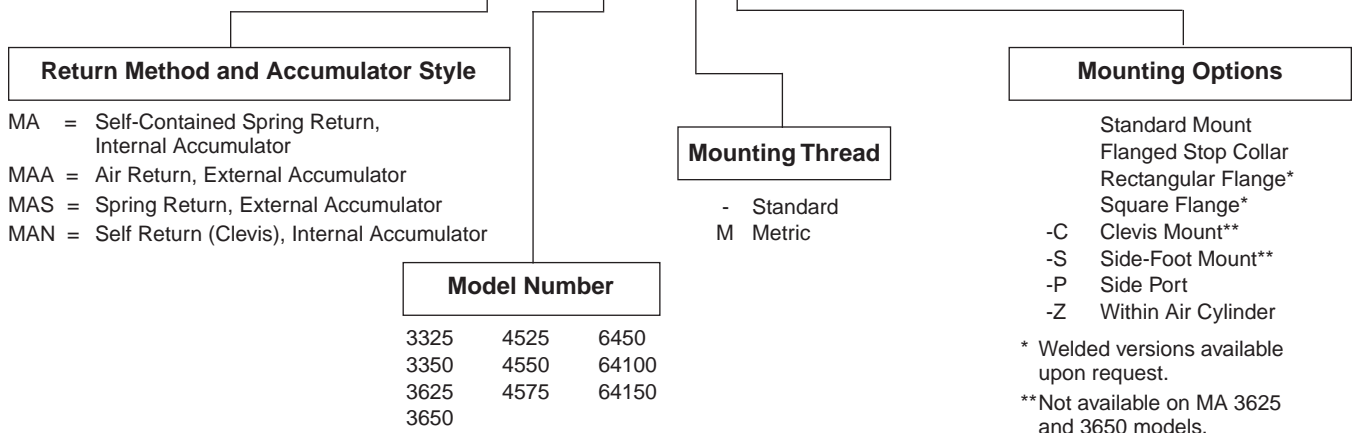 Return Method and Accumulator Style
MA = Self-Contained Spring Return,
Internal Accumulator
MAA = Air Return, External Accumulator
MAS = Spring Return, External Accumulator
MAN = Self Return (Clevis), Internal Accumulator
Model Number
3325 4525 6450
3350 4550 64100
3625 4575 64150
3650
Mounting Thread
- Standard
M Metric
Mounting Options
Standard Mount
Flanged Stop Collar
Rectangular Flange*
Square Flange*
-C Clevis Mount**
-S Side-Foot Mount**
-P Side Port
-Z Within Air Cylinder
* Welded versions available
upon request.
**Not available on MA 3625
and 3650 models.